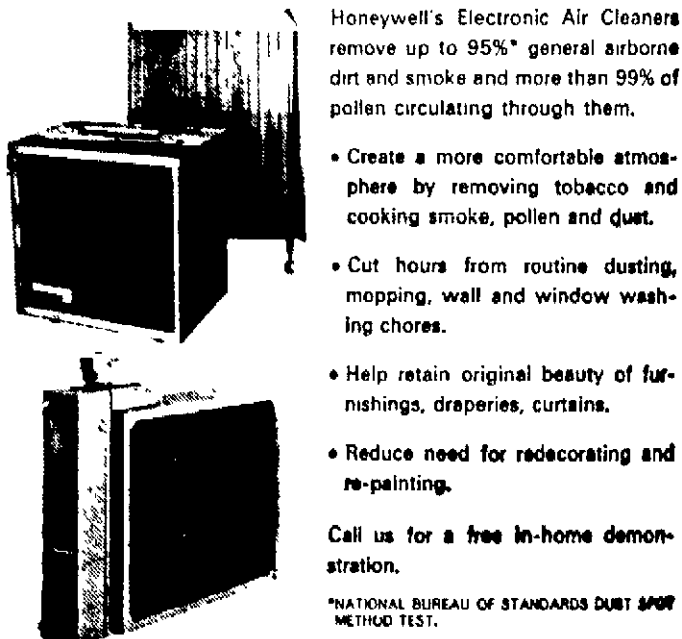 Honeywell's Electronic Air Cleaners
remove up to 95%* general airborne
dirt and smoke and more than 99% of
pollen circulating through them.
• Create a more comfortable atmos-
phere by removing tobacco and
cooking smoke, pollen and dust.
• Cut hours from routine dusting,
mopping, wall and window wash-
ing chores.
• Help retain original beauty of fur-
nishings, draperies, curtains.
• Reduce need for redecorating and
re-painting.
Call us for a free in-home demon-
stration.
*NATIONAL BUREAU OF STANDARDS DUST SPOT
METHOD TEST.